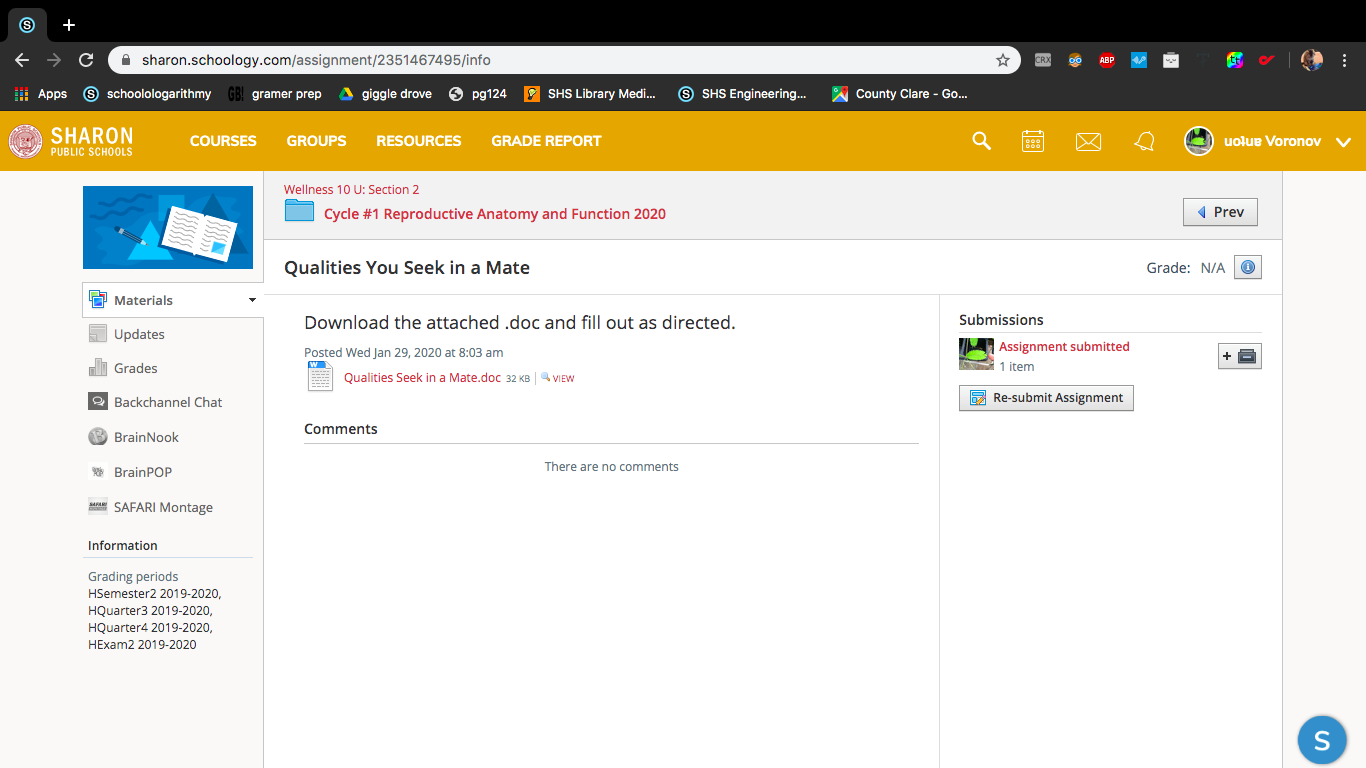 S
+
sharon.schoology.com/assignment/2351467495/info
CRX
ABP
Apps
schoolologarithmy
GB!
gramer prep
giggle drove
pg124
SHS Library Medi...
SHS Engineering...
County Clare - Go...
SHARON
PUBLIC SCHOOLS
COURSES
GROUPS
RESOURCES
GRADE REPORT
uoʇuɐ Voronov
Wellness 10 U: Section 2
Cycle #1 Reproductive Anatomy and Function 2020
Prev
Qualities You Seek in a Mate
Grade: N/A
Materials
Updates
Grades
Backchannel Chat
BrainNook
BrainPOP
SAFARI Montage
Information
Grading periods
HSemester2 2019-2020,
HQuarter3 2019-2020,
HQuarter4 2019-2020,
HExam2 2019-2020
Download the attached .doc and fill out as directed.
Posted Wed Jan 29, 2020 at 8:03 am
Qualities Seek in a Mate.doc 32 KB VIEW
Comments
There are no comments
Submissions
Assignment submitted
1 item
+
Re-submit Assignment
S